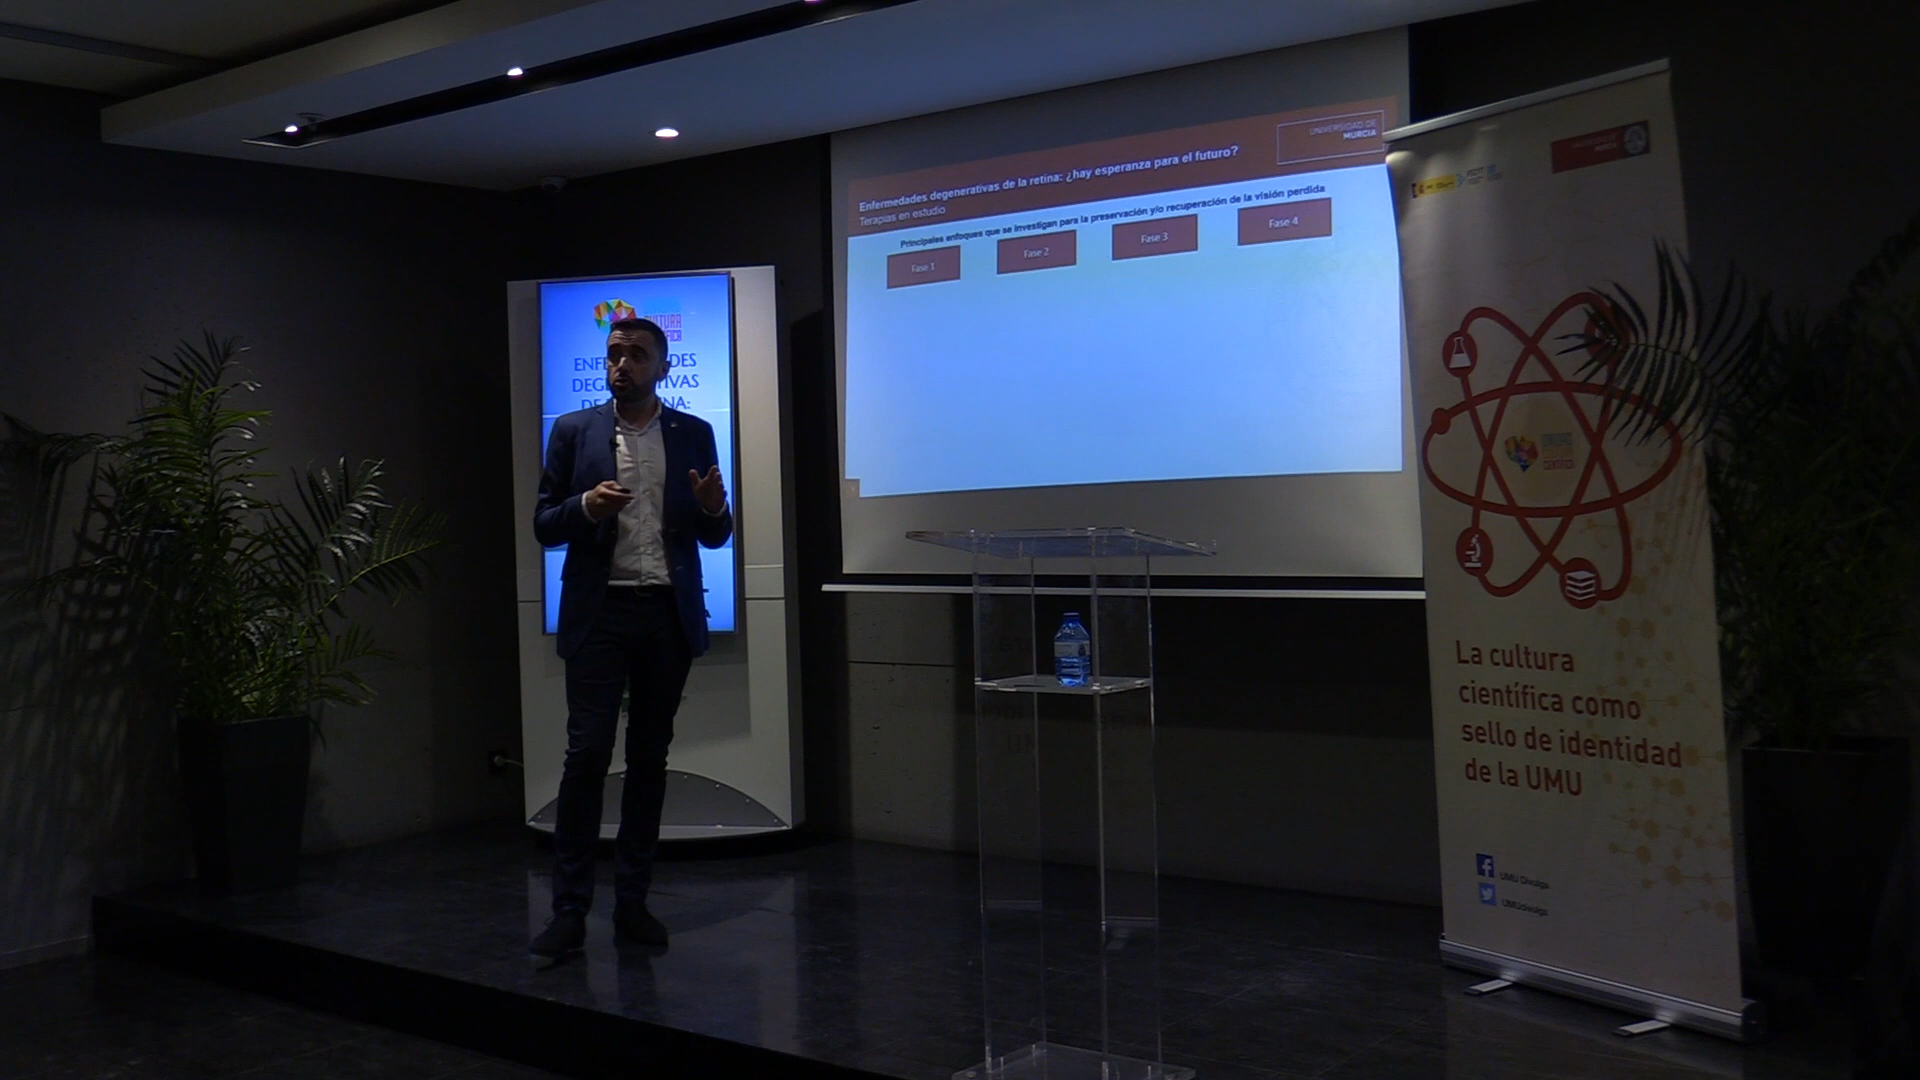 Enfermedades degenerativas de la retina: ¿hay esperanza para el futuro?
Terapias en estudio
UNIVERSIDAD DE
MURCIA
Principales enfoques que se investigan para la preservación y/o recuperación de la visión perdida
Fase 1
Fase 2
Fase 3
Fase 4
La cultura
científica como
sello de identidad
de la UMU
UMU Divulga
UMUdivulga